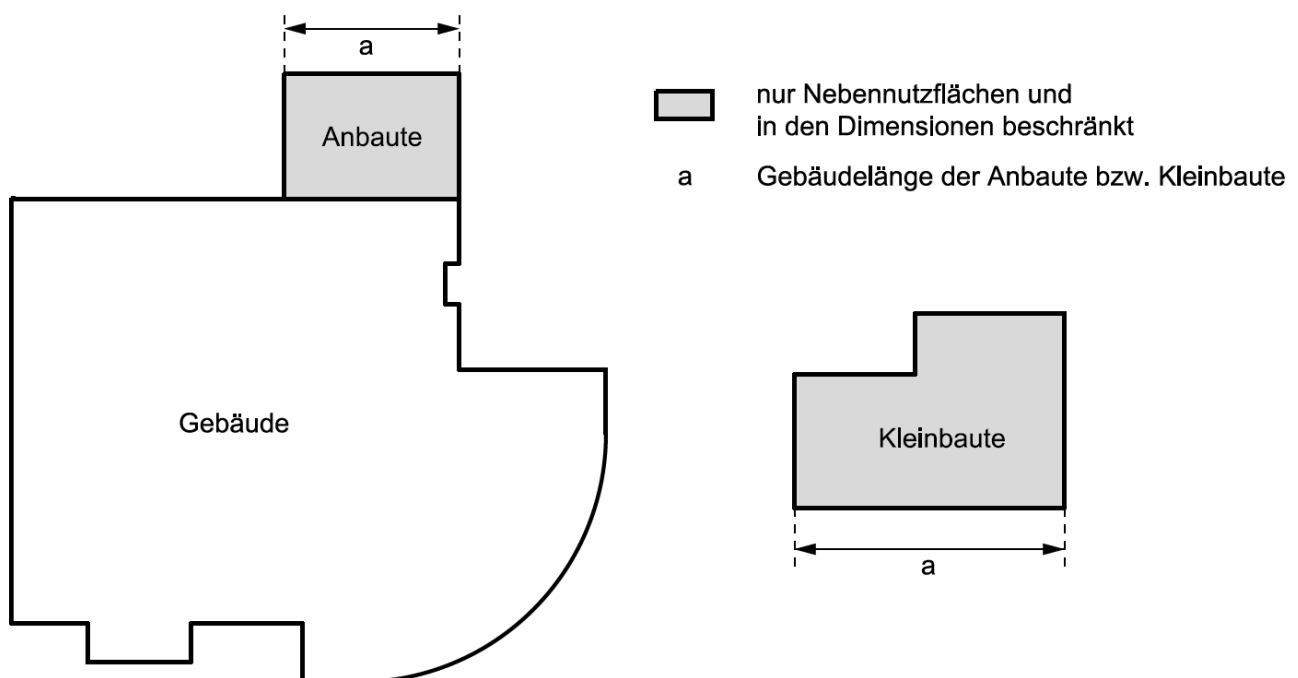 a
Anbaute
nur Nebennutzflächen und
in den Dimensionen beschränkt
a Gebäudelänge der Anbaute bzw. Kleinbaute
Gebäude
Kleinbaute
a